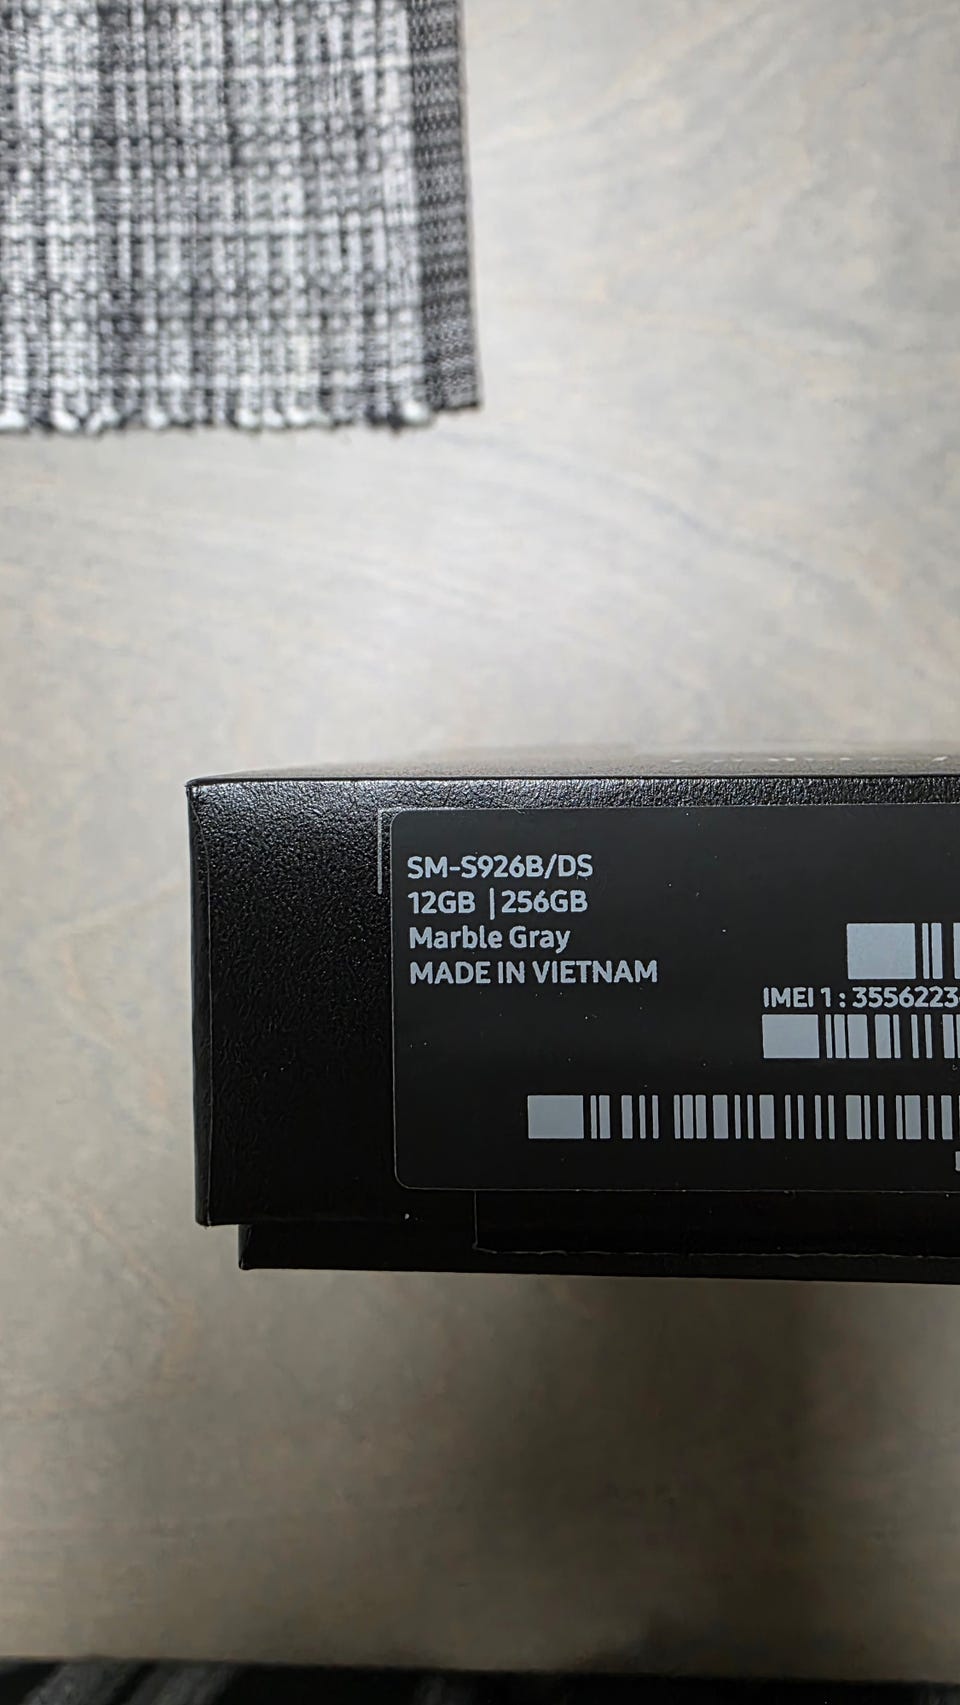 SM-S926B/DS
12GB | 256GB
Marble Gray
MADE IN VIETNAM
IMEI 1 : 3556223